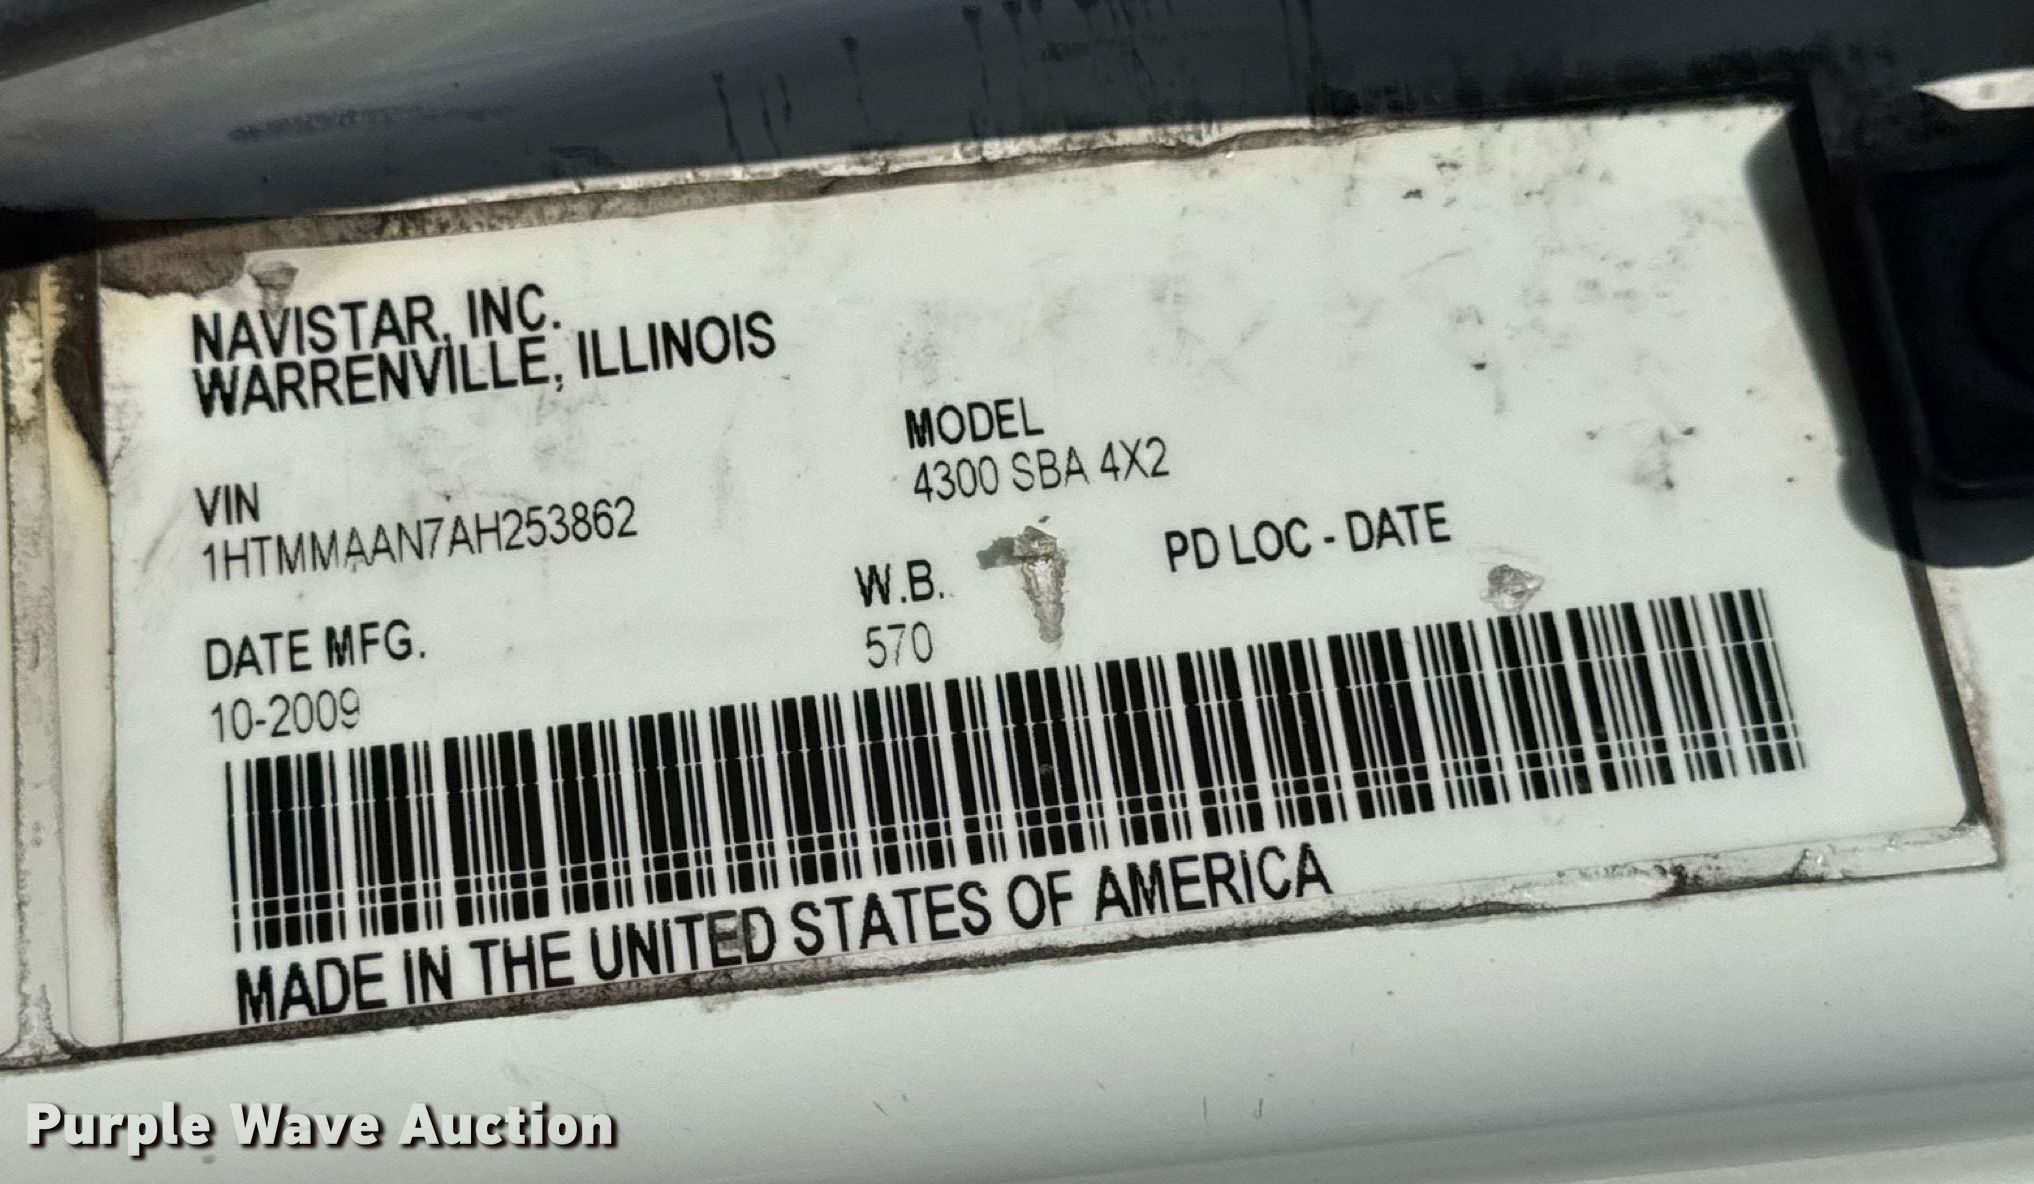 NAVISTAR, INC.
WARRENVILLE, ILLINOIS
MODEL
4300 SBA 4X2
VIN
1HTMMAAN7AH253862
W.B.
570
PD LOC - DATE
DATE MFG.
10-2009
MADE IN THE UNITED STATES OF AMERICA
Purple Wave Auction